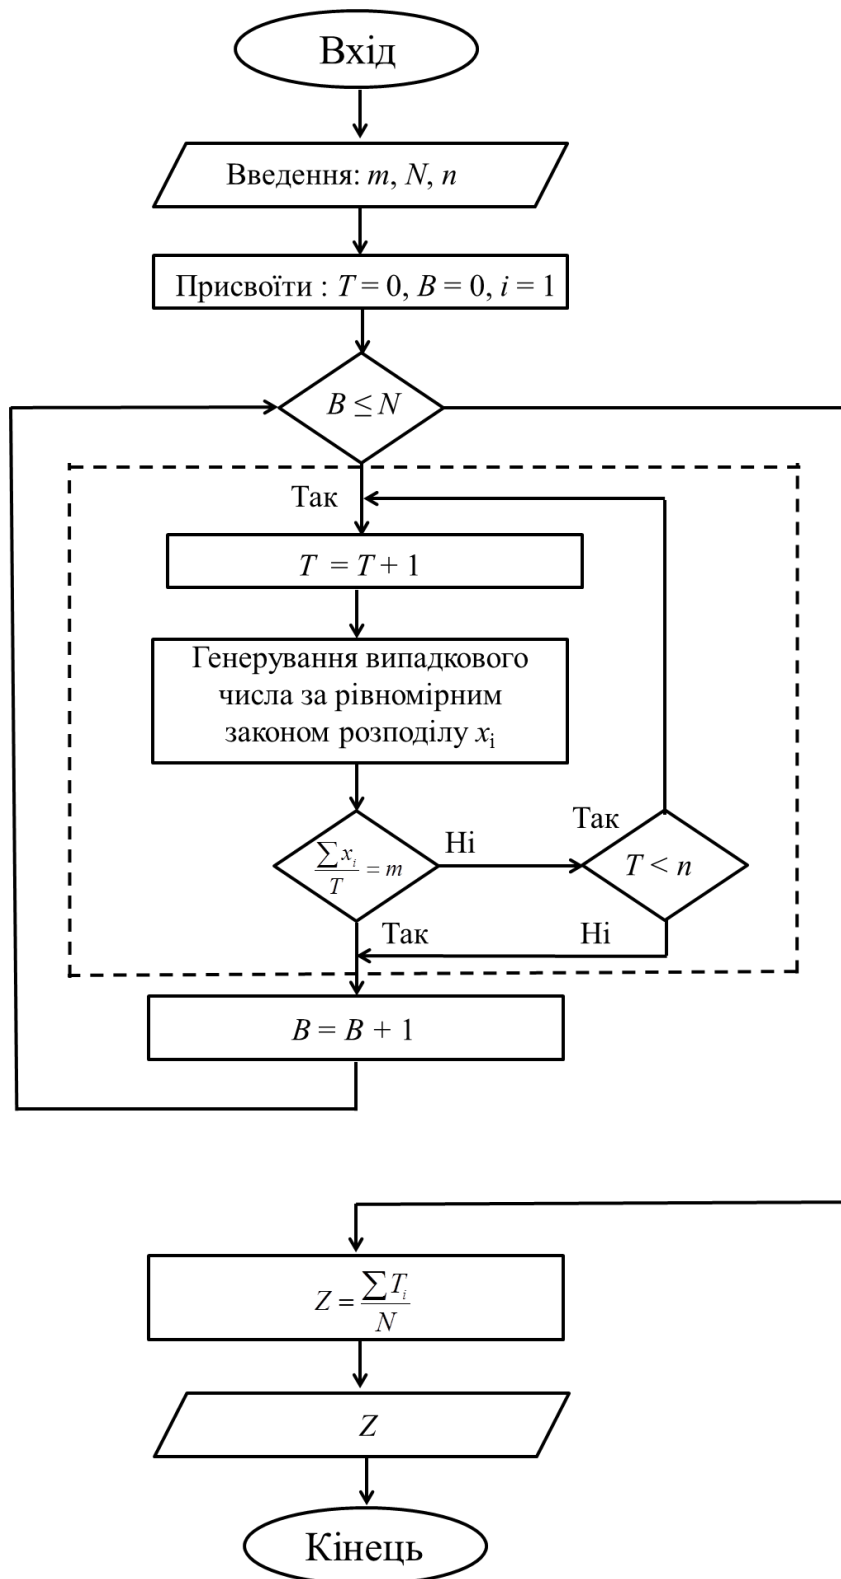 Вхід
Введення: m, N, n
Присвоїти : T = 0, B = 0, i = 1
B ≤ N
Так
T = T + 1
Генерування випадкового
числа за рівномірним
законом розподілу xᵢ
Так
∑xᵢ/T = m
Ні
T < n
Так
Ні
B = B + 1
Z = ∑Tᵢ/N
Z
Кінець